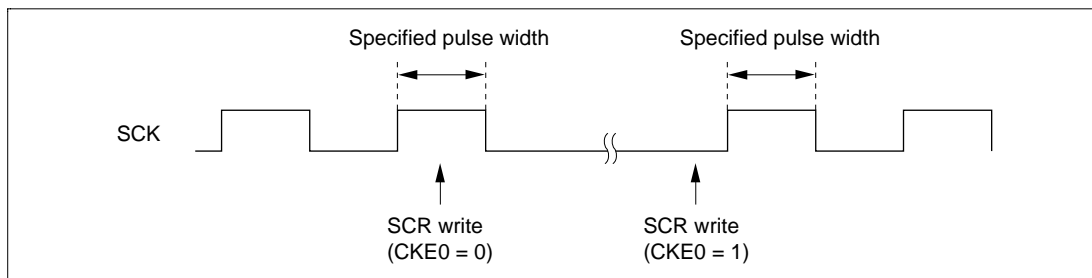 Specified pulse width
Specified pulse width
SCK
SCR write
(CKE0 = 0)
SCR write
(CKE0 = 1)